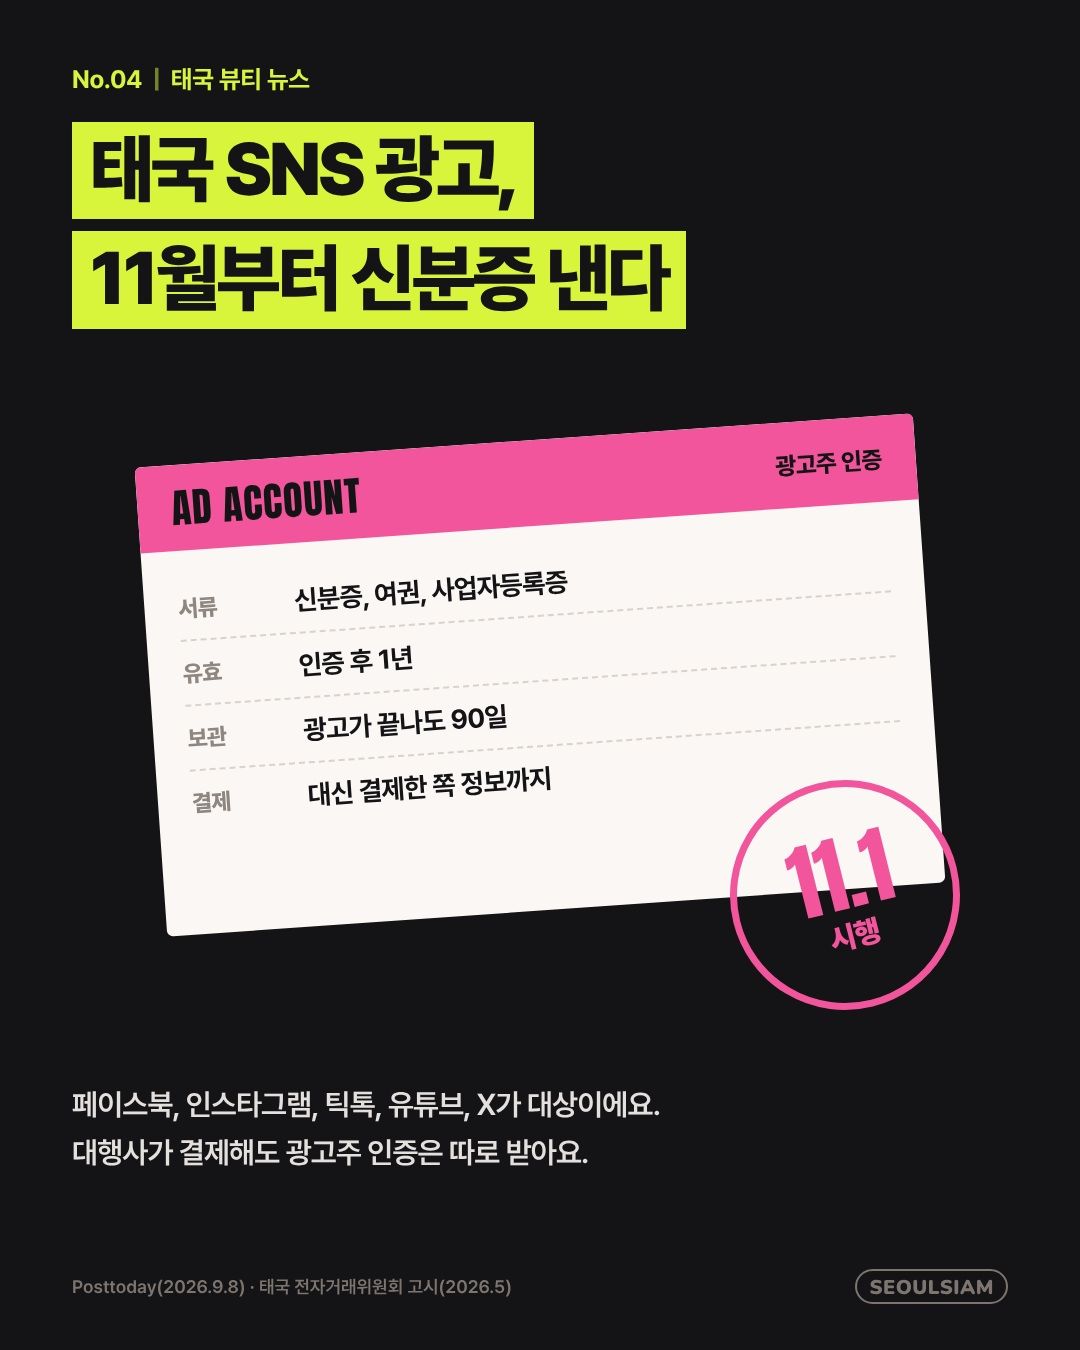 No.04 | 태국 뷰티 뉴스
태국 SNS 광고,
11월부터 신분증 낸다
AD ACCOUNT
광고주 인증
서류 신분증, 여권, 사업자등록증
유효 인증 후 1년
보관 광고가 끝나도 90일
결제 대신 결제한 쪽 정보까지
11.1
시행
페이스북, 인스타그램, 틱톡, 유튜브, X가 대상이에요.
대행사가 결제해도 광고주 인증은 따로 받아요.
Posttoday(2026.9.8) · 태국 전자거래위원회 고시(2026.5)
SEOULSIAM